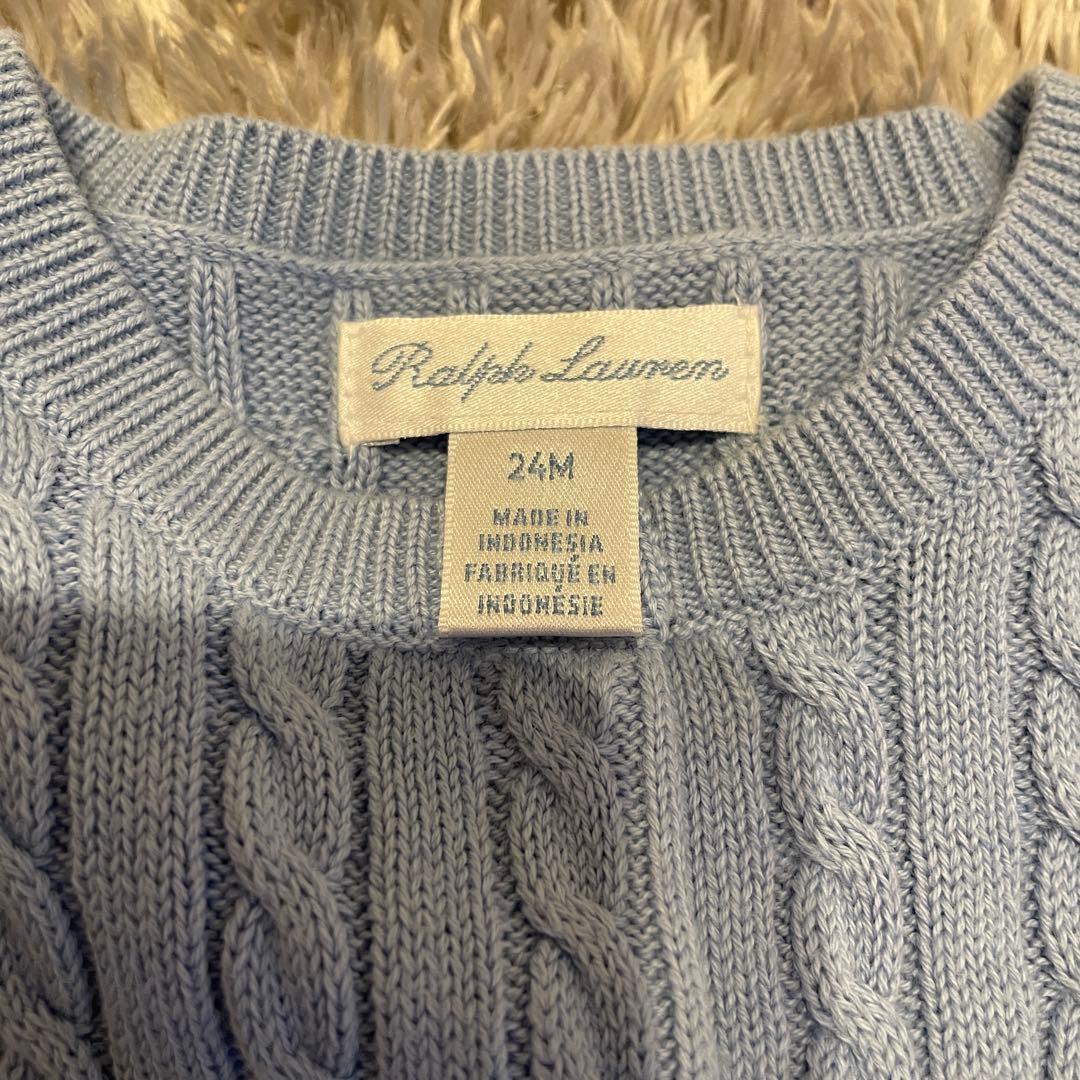 Ralph Lauren
24M
MADE IN
INDONESIA
FABRIQUÉ EN
INDONÉSIE